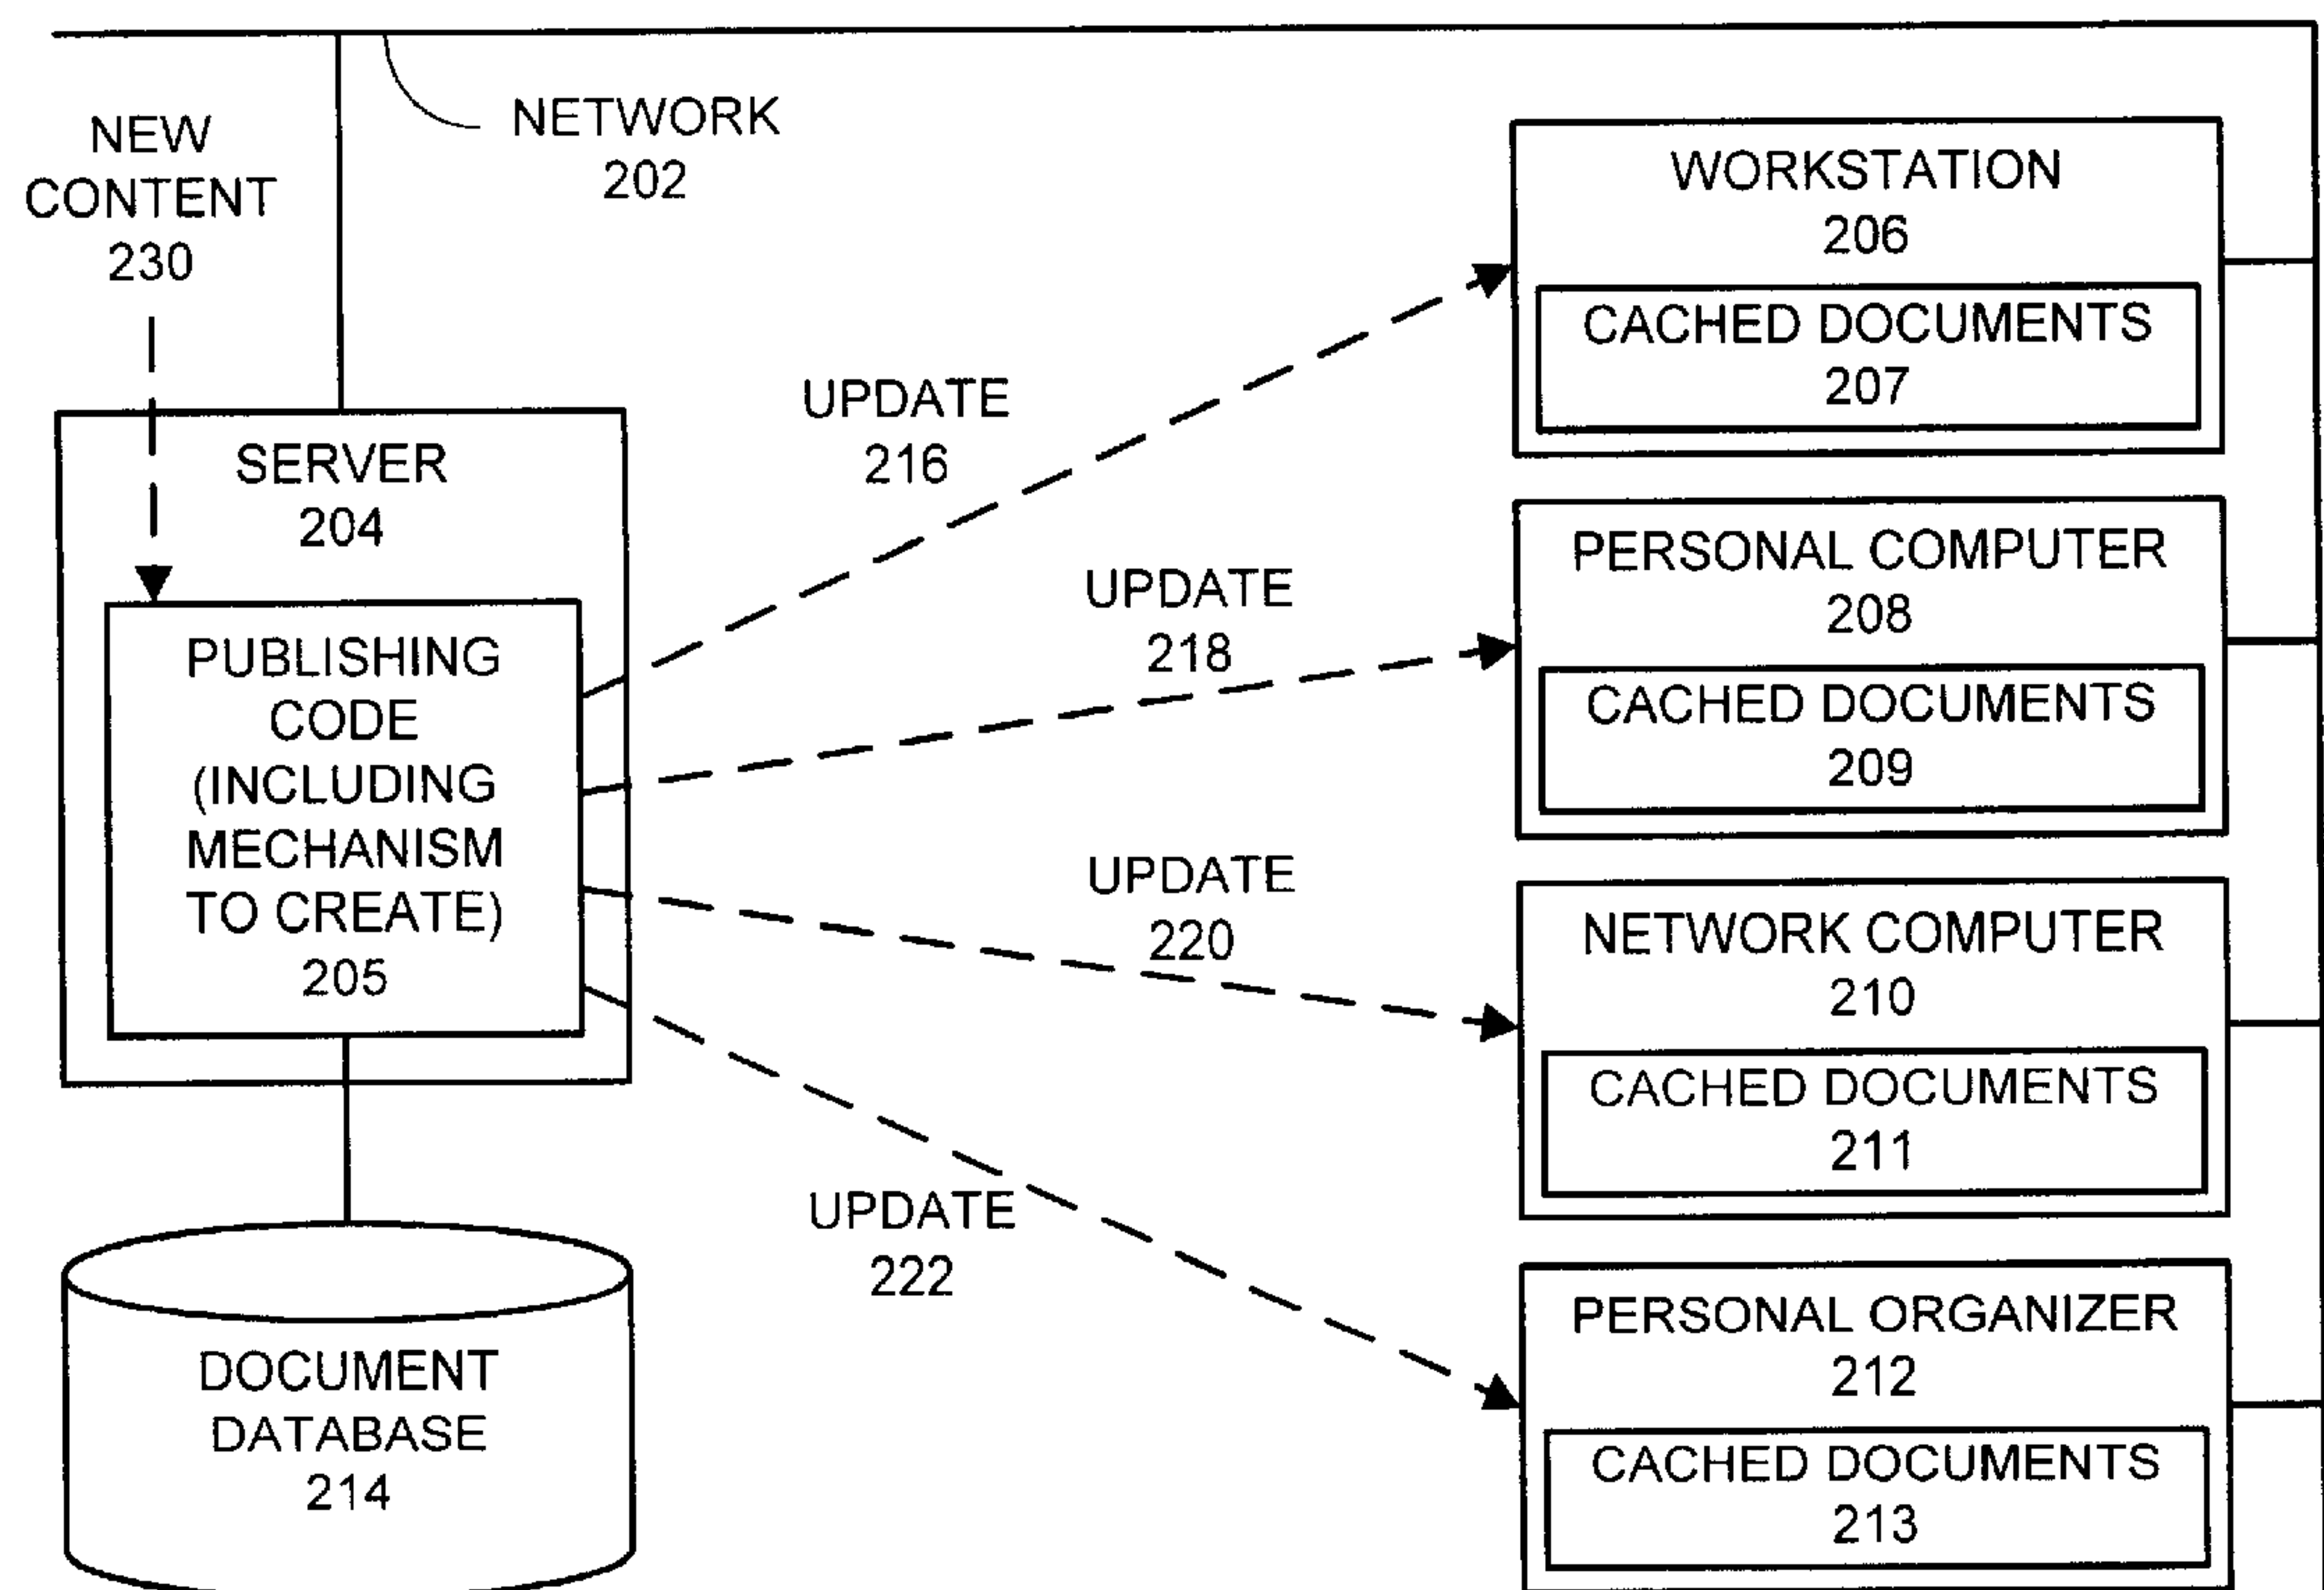 NEW
CONTENT
230
NETWORK
202
SERVER
204
PUBLISHING
CODE
(INCLUDING
MECHANISM
TO CREATE)
205
DOCUMENT
DATABASE
214
UPDATE
216
UPDATE
218
UPDATE
220
UPDATE
222
WORKSTATION
206
CACHED DOCUMENTS
207
PERSONAL COMPUTER
208
CACHED DOCUMENTS
209
NETWORK COMPUTER
210
CACHED DOCUMENTS
211
PERSONAL ORGANIZER
212
CACHED DOCUMENTS
213